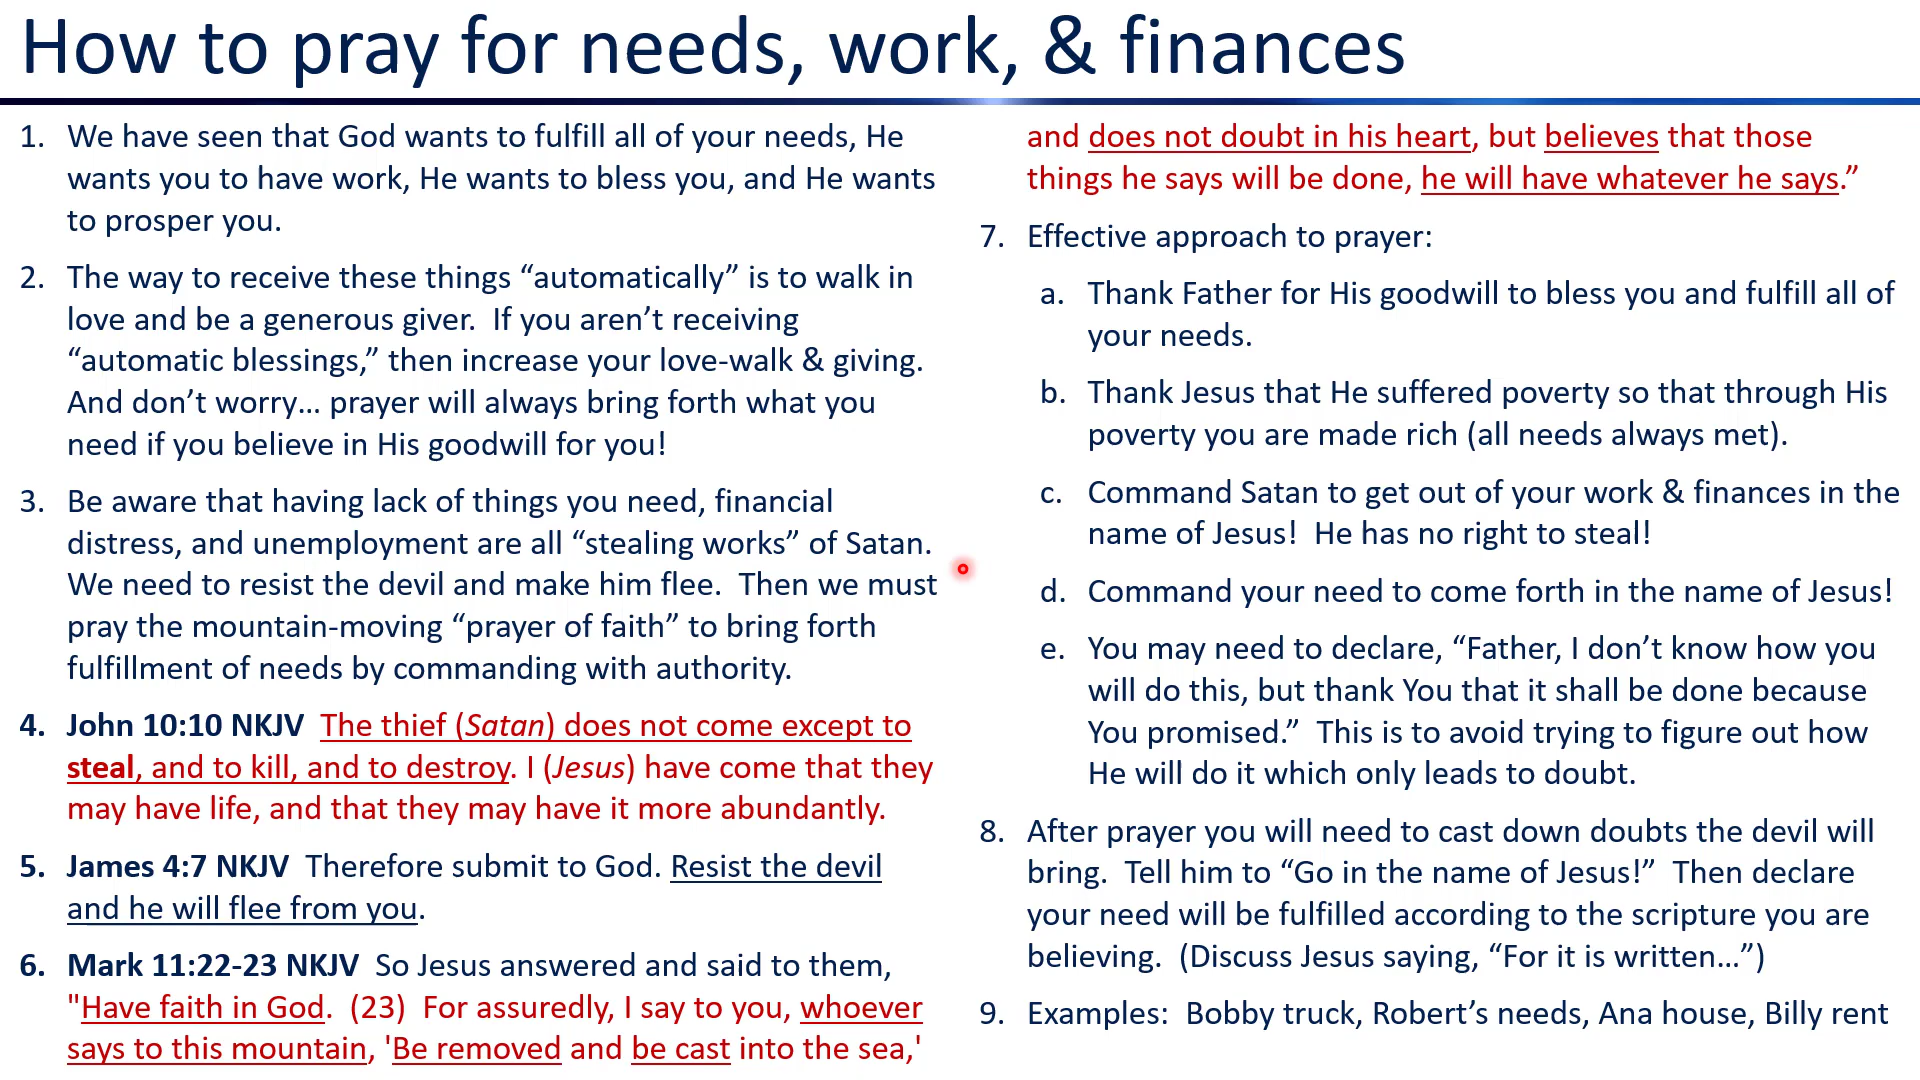 How to pray for needs, work, & finances
1. We have seen that God wants to fulfill all of your needs, He
wants you to have work, He wants to bless you, and He wants
to prosper you.
2. The way to receive these things “automatically” is to walk in
love and be a generous giver.  If you aren’t receiving
“automatic blessings,” then increase your love-walk & giving.
And don’t worry… prayer will always bring forth what you
need if you believe in His goodwill for you!
3. Be aware that having lack of things you need, financial
distress, and unemployment are all “stealing works” of Satan.
We need to resist the devil and make him flee.  Then we must
pray the mountain-moving “prayer of faith” to bring forth
fulfillment of needs by commanding with authority.
4. John 10:10 NKJV  The thief (Satan) does not come except to
steal, and to kill, and to destroy. I (Jesus) have come that they
may have life, and that they may have it more abundantly.
5. James 4:7 NKJV  Therefore submit to God. Resist the devil
and he will flee from you.
6. Mark 11:22-23 NKJV  So Jesus answered and said to them,
"Have faith in God.  (23)  For assuredly, I say to you, whoever
says to this mountain, 'Be removed and be cast into the sea,'
and does not doubt in his heart, but believes that those
things he says will be done, he will have whatever he says.”
7. Effective approach to prayer:
a. Thank Father for His goodwill to bless you and fulfill all of
your needs.
b. Thank Jesus that He suffered poverty so that through His
poverty you are made rich (all needs always met).
c. Command Satan to get out of your work & finances in the
name of Jesus!  He has no right to steal!
d. Command your need to come forth in the name of Jesus!
e. You may need to declare, “Father, I don’t know how you
will do this, but thank You that it shall be done because
You promised.”  This is to avoid trying to figure out how
He will do it which only leads to doubt.
8. After prayer you will need to cast down doubts the devil will
bring.  Tell him to “Go in the name of Jesus!”  Then declare
your need will be fulfilled according to the scripture you are
believing.  (Discuss Jesus saying, “For it is written…”)
9. Examples:  Bobby truck, Robert’s needs, Ana house, Billy rent